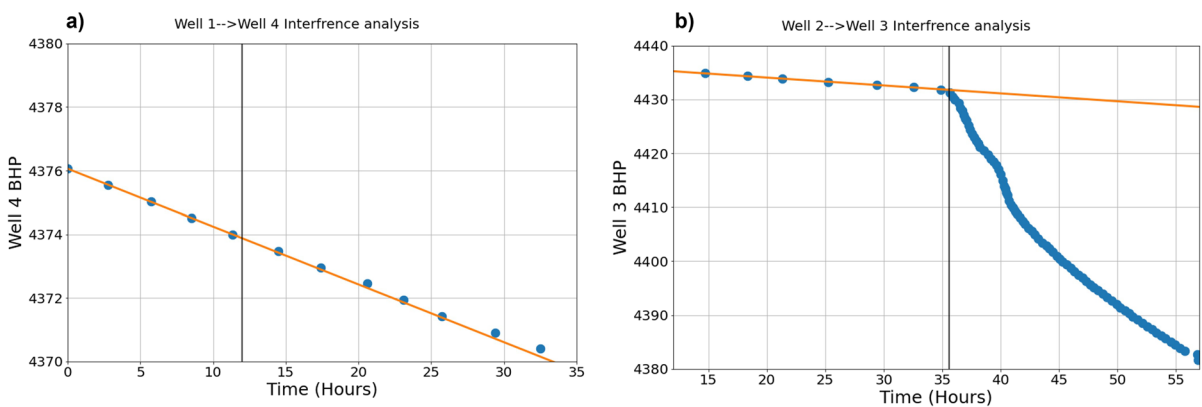 a)
Well 1-->Well 4 Interfrence analysis
4380
4378
4376
4374
4372
4370
Well 4 BHP
0 5 10 15 20 25 30 35
Time (Hours)
b)
Well 2-->Well 3 Interfrence analysis
4440
4430
4420
4410
4400
4390
4380
Well 3 BHP
15 20 25 30 35 40 45 50 55
Time (Hours)